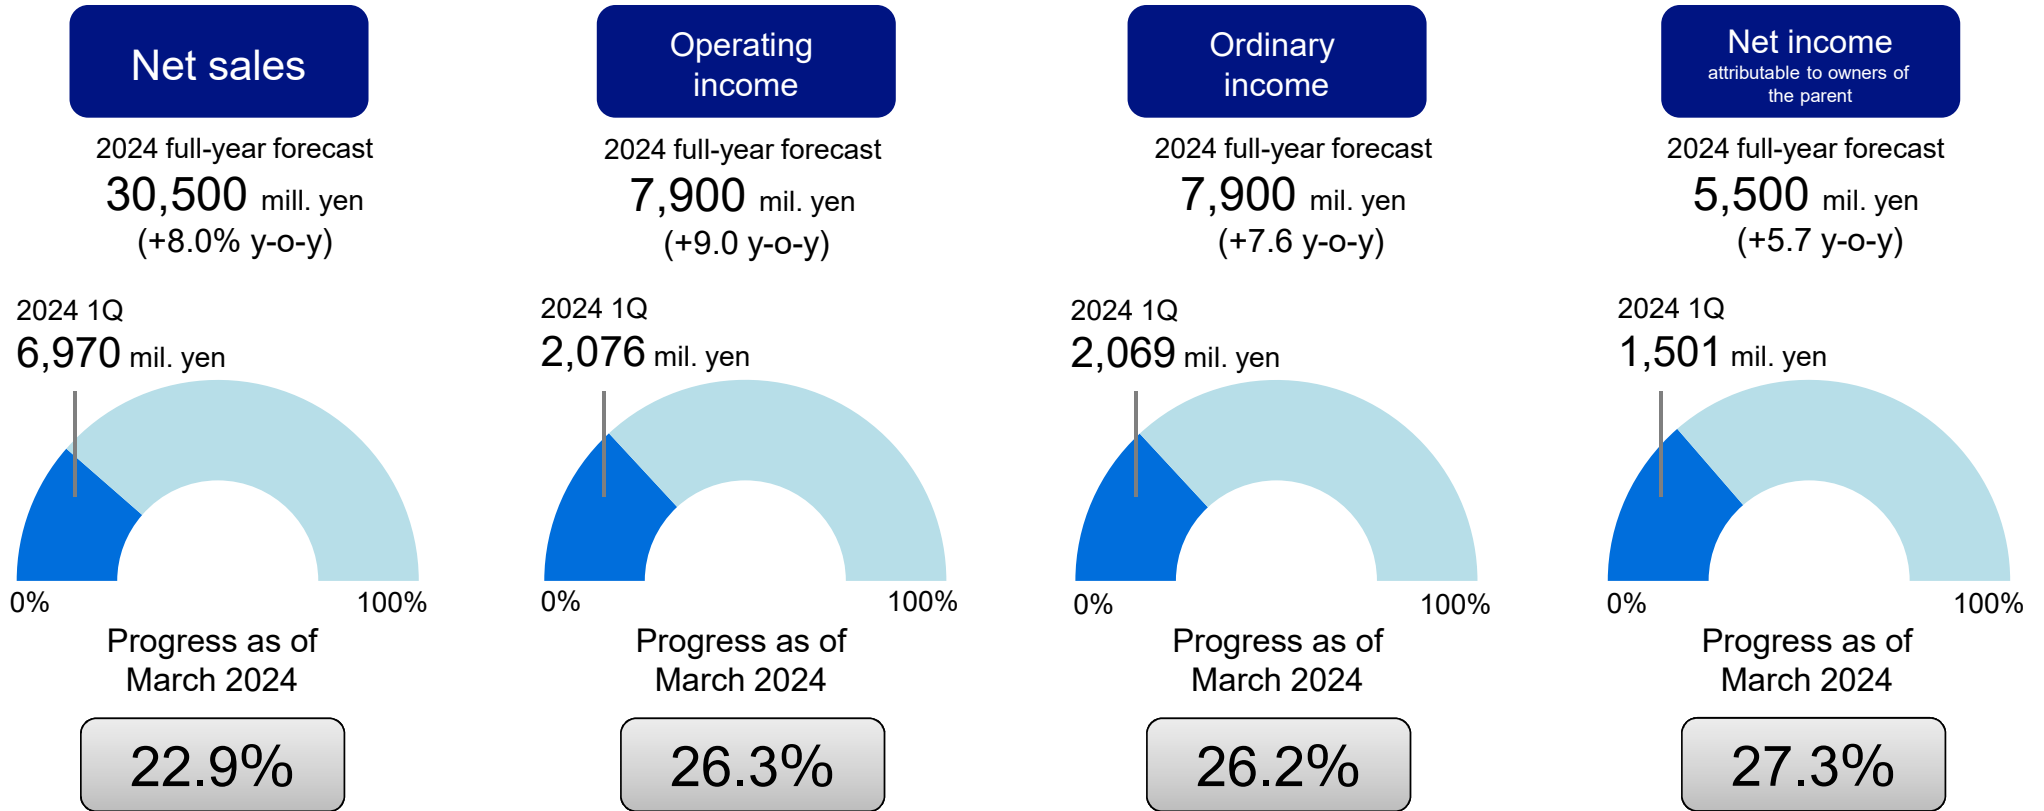 Net sales
2024 full-year forecast
30,500 mill. yen
(+8.0% y-o-y)
2024 1Q
6,970 mil. yen
0%
100%
Progress as of
March 2024
22.9%
Operating
income
2024 full-year forecast
7,900 mil. yen
(+9.0 y-o-y)
2024 1Q
2,076 mil. yen
0%
100%
Progress as of
March 2024
26.3%
Ordinary
income
2024 full-year forecast
7,900 mil. yen
(+7.6 y-o-y)
2024 1Q
2,069 mil. yen
0%
100%
Progress as of
March 2024
26.2%
Net income
attributable to owners of
the parent
2024 full-year forecast
5,500 mil. yen
(+5.7 y-o-y)
2024 1Q
1,501 mil. yen
0%
100%
Progress as of
March 2024
27.3%